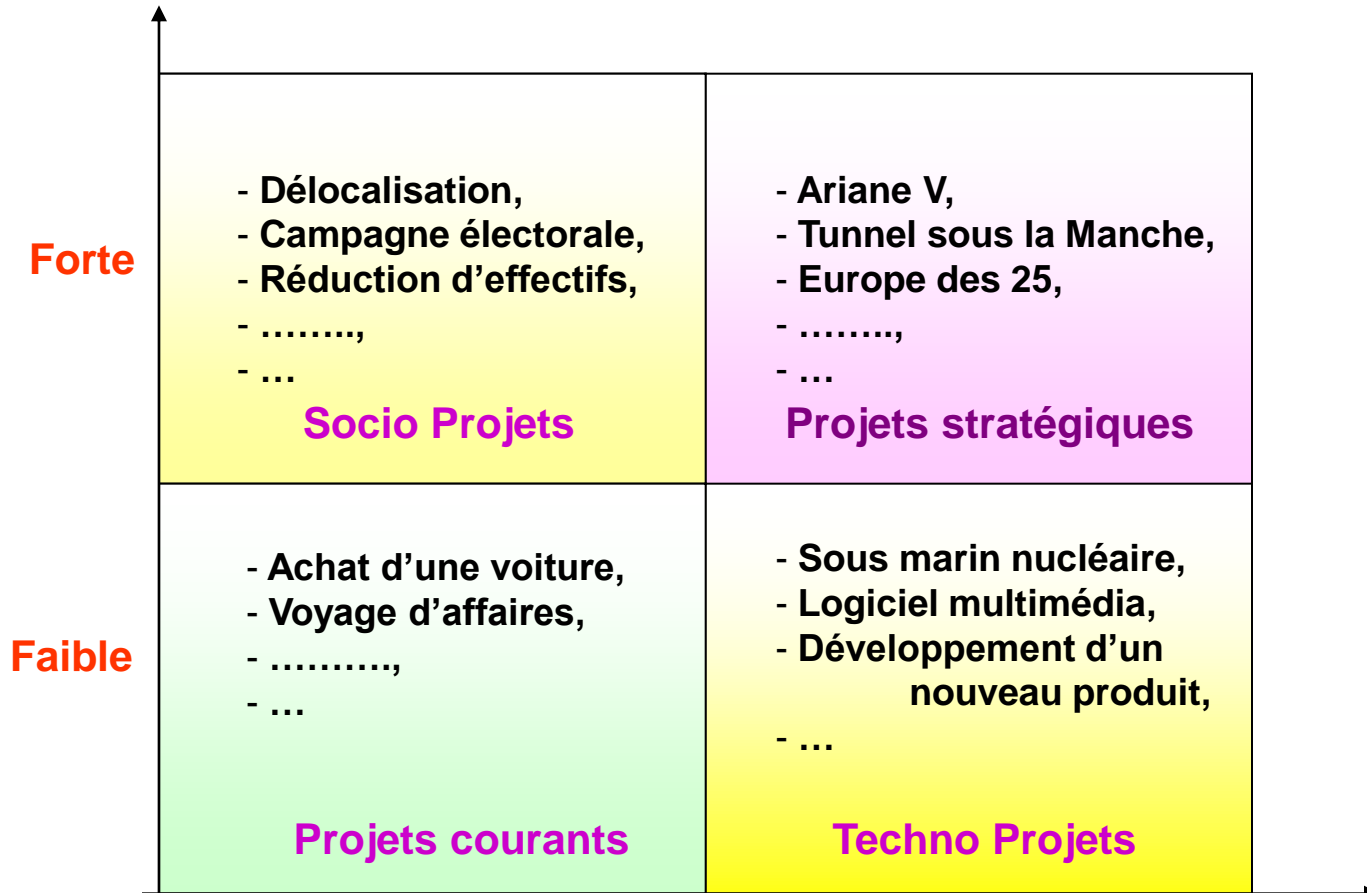 Forte
- Délocalisation,
- Campagne électorale,
- Réduction d’effectifs,
- ……..,
- …
Socio Projets
- Ariane V,
- Tunnel sous la Manche,
- Europe des 25,
- ……..,
- …
Projets stratégiques
Faible
- Achat d’une voiture,
- Voyage d’affaires,
- ……….,
- …
Projets courants
- Sous marin nucléaire,
- Logiciel multimédia,
- Développement d’un
nouveau produit,
- …
Techno Projets